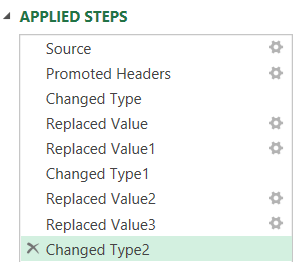 APPLIED STEPS
Source
Promoted Headers
Changed Type
Replaced Value
Replaced Value1
Changed Type1
Replaced Value2
Replaced Value3
Changed Type2